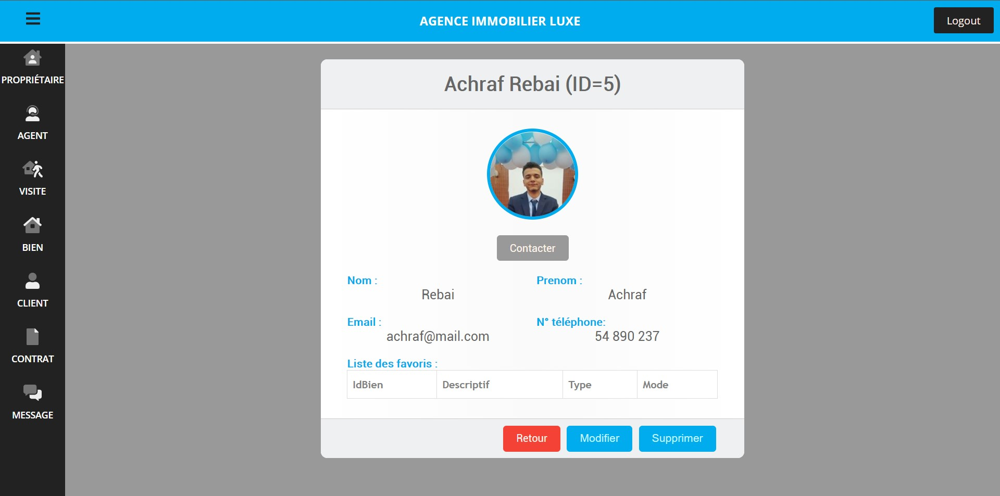 AGENCE IMMOBILIER LUXE
Logout
PROPRIÉTAIRE
AGENT
VISITE
BIEN
CLIENT
CONTRAT
MESSAGE
Achraf Rebai (ID=5)
Contacter
Nom :
Rebai
Prenom :
Achraf
Email :
achraf@mail.com
N° téléphone:
54 890 237
Liste des favoris :
IdBien Descriptif Type Mode
Retour Modifier Supprimer